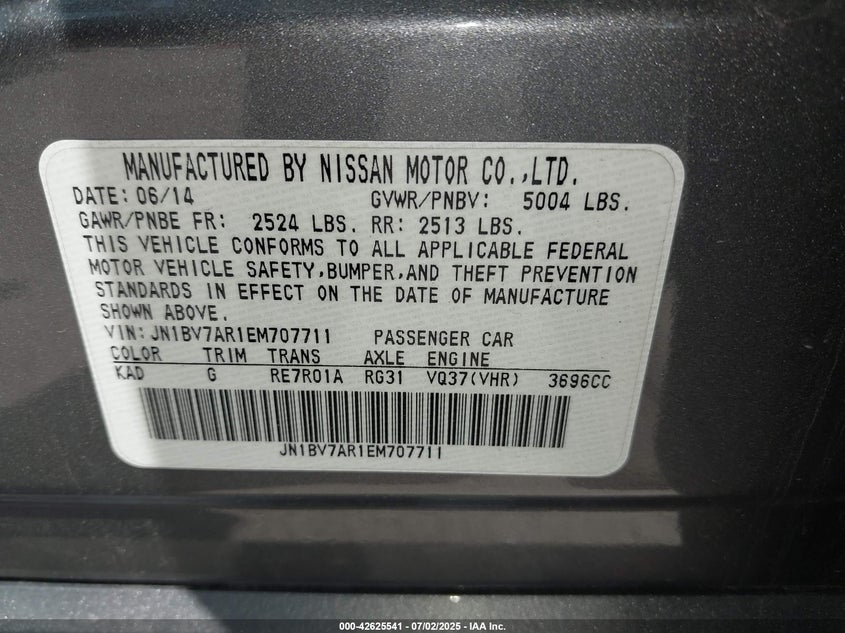 MANUFACTURED BY NISSAN MOTOR CO.,LTD.
DATE: 06/14 GVWR/PNBV: 5004 LBS.
GAWR/PNBE FR: 2524 LBS. RR: 2513 LBS.
THIS VEHICLE CONFORMS TO ALL APPLICABLE FEDERAL
MOTOR VEHICLE SAFETY,BUMPER,AND THEFT PREVENTION
STANDARDS IN EFFECT ON THE DATE OF MANUFACTURE
SHOWN ABOVE.
VIN: JN1BV7AR1EM707711 PASSENGER CAR
COLOR TRIM TRANS AXLE ENGINE
KAD G RE7R01A RG31 VQ37(VHR) 3696CC
JN1BV7AR1EM707711
000-42625541 / 07/02/2025 - IAA Inc.